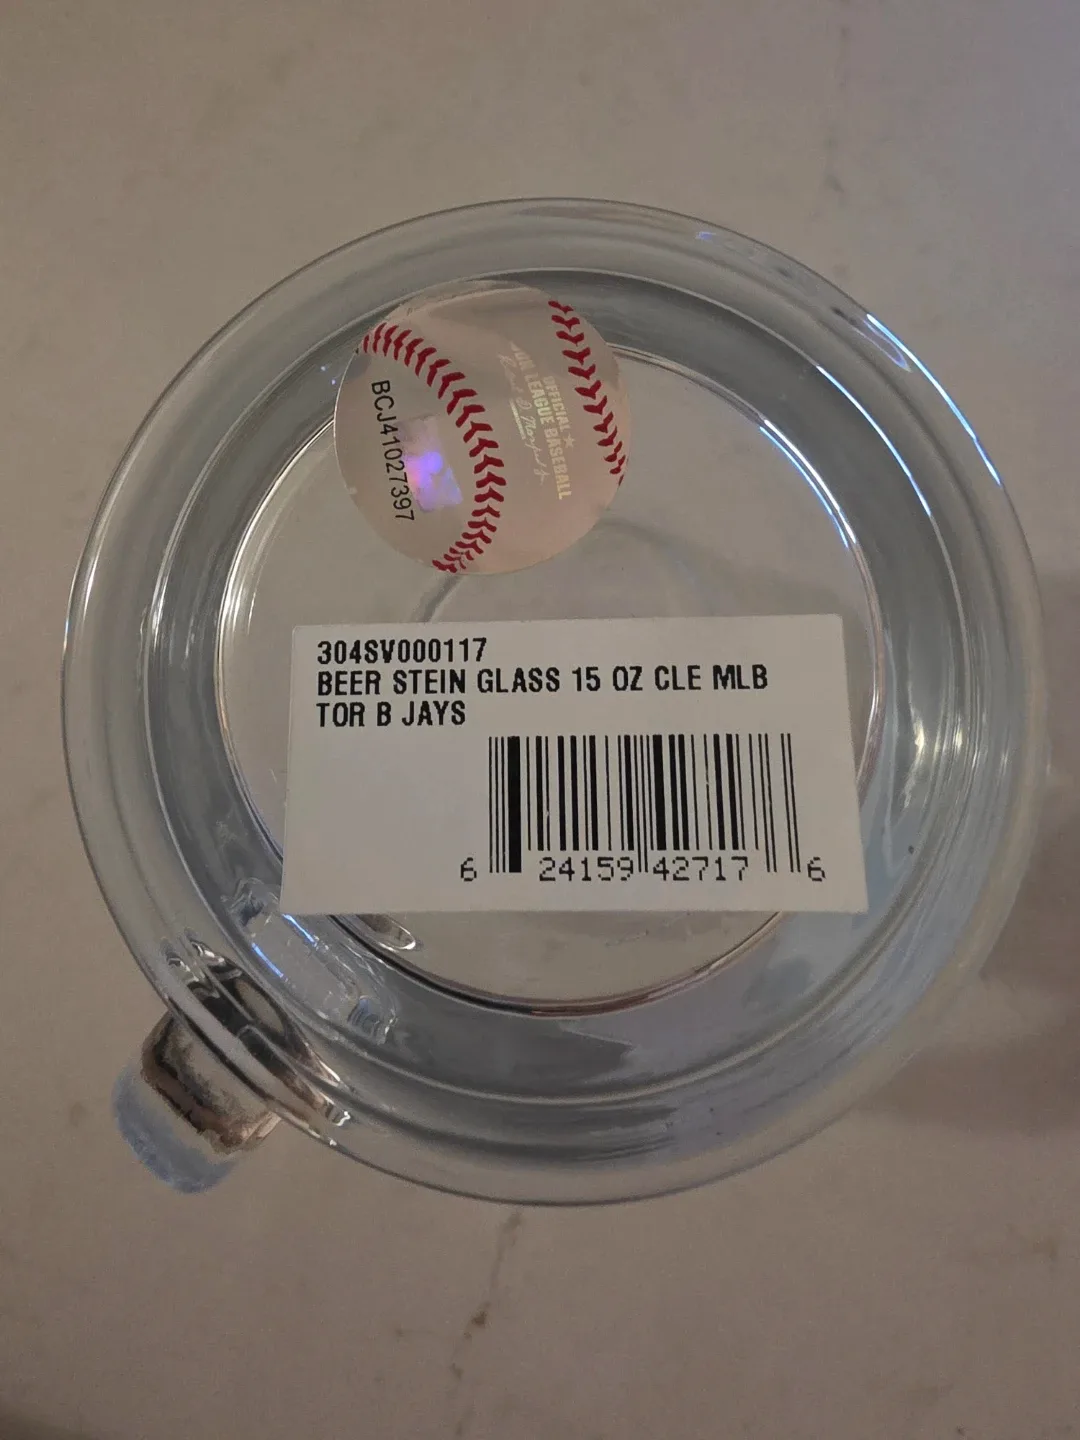 BCJ41027397
OFFICIAL ★
LEAGUE BASEBALL
304SV000117
BEER STEIN GLASS 15 OZ CLE MLB
TOR B JAYS
6 24159 42717 6